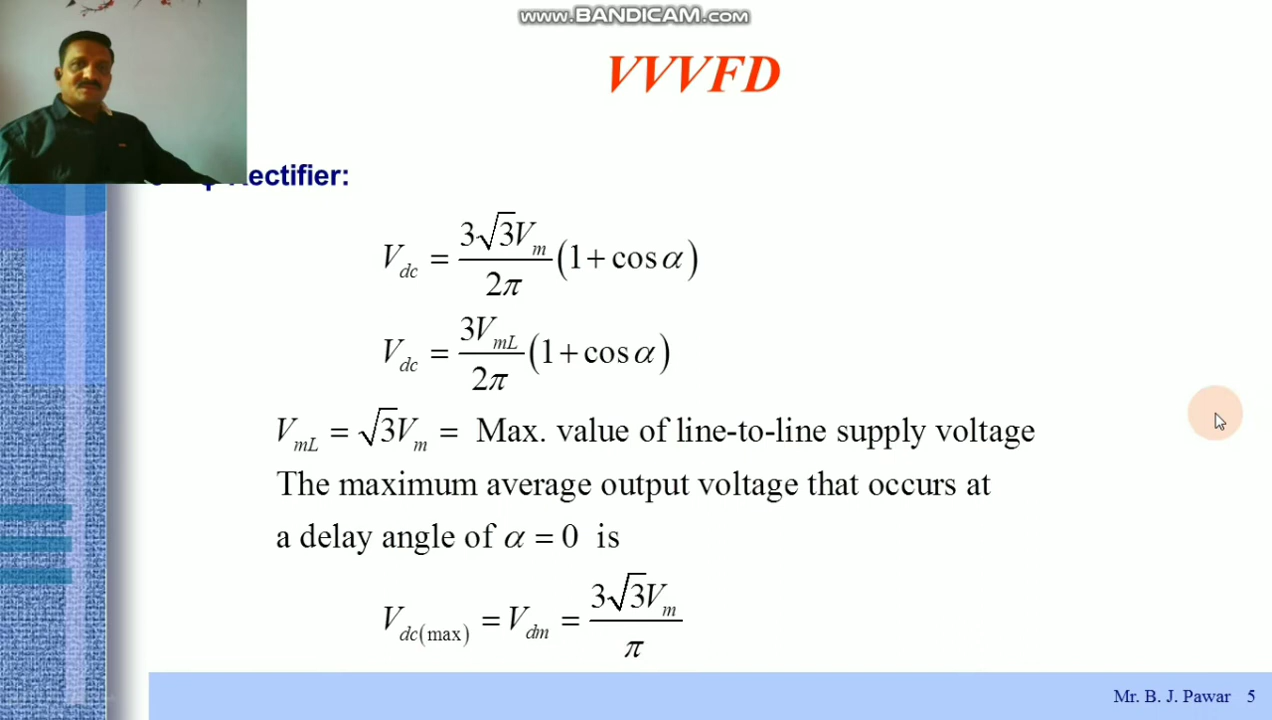 www.BANDICAM.com
VVVFD
Rectifier:
V_dc = 3√3V_m / 2π (1 + cos α)
V_dc = 3V_mL / 2π (1 + cos α)
V_mL = √3V_m = Max. value of line-to-line supply voltage
The maximum average output voltage that occurs at
a delay angle of α = 0 is
V_dc(max) = V_dm = 3√3V_m / π
Mr. B. J. Pawar 5